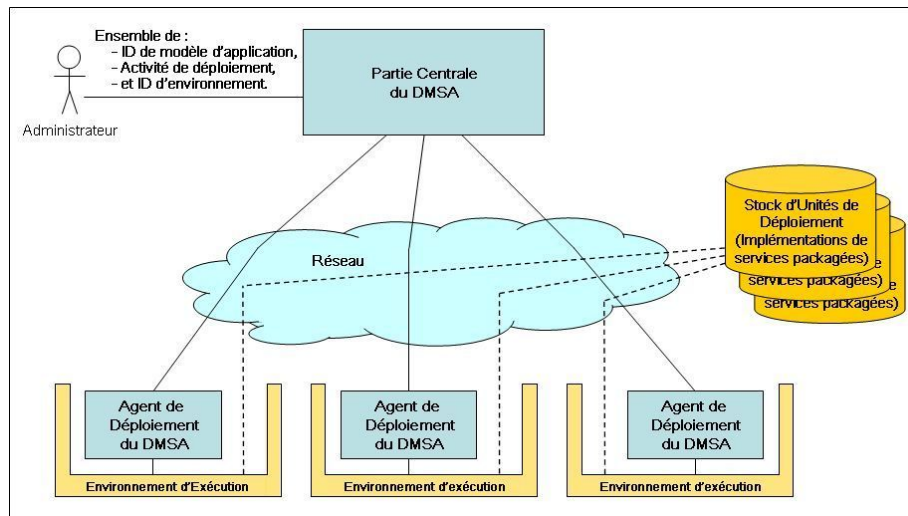 Ensemble de :
- ID de modèle d'application,
- Activité de déploiement,
- et ID d'environnement.
Administrateur
Partie Centrale
du DMSA
Stock d'Unités de
Déploiement
(Implémentations de
services packagées)
de
services packagées)
de
services packagées)
Réseau
Agent de
Déploiement
du DMSA
Environnement d'Exécution
Agent de
Déploiement
du DMSA
Environnement d'exécution
Agent de
Déploiement
du DMSA
Environnement d'exécution